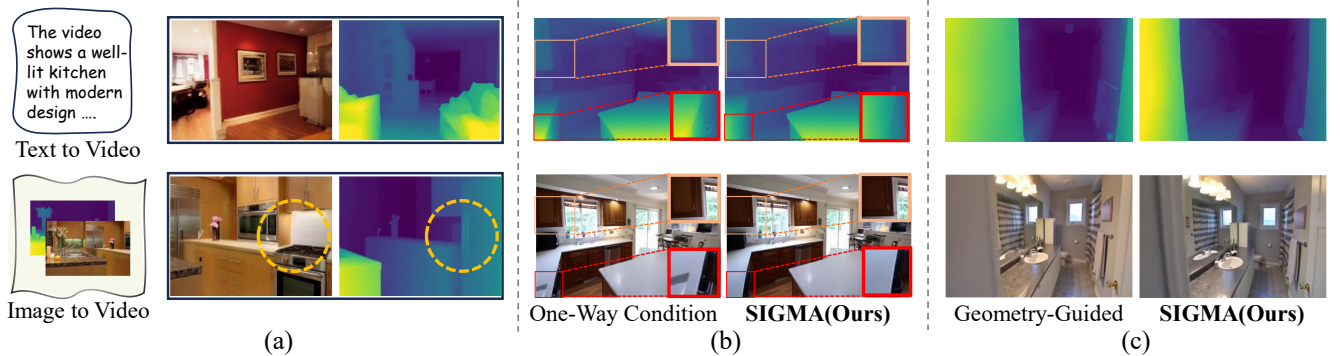 The video
shows a well-
lit kitchen
with modern
design ....
Text to Video
Image to Video
(a)
One-Way Condition
SIGMA(Ours)
(b)
Geometry-Guided
SIGMA(Ours)
(c)